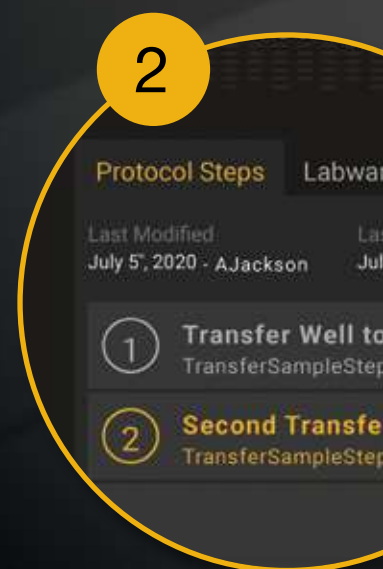 2
Protocol Steps Labwar
Last Modified Las
July 5", 2020 - AJackson Jul
1 Transfer Well to
TransferSampleStep
2 Second Transfe
TransferSampleStep